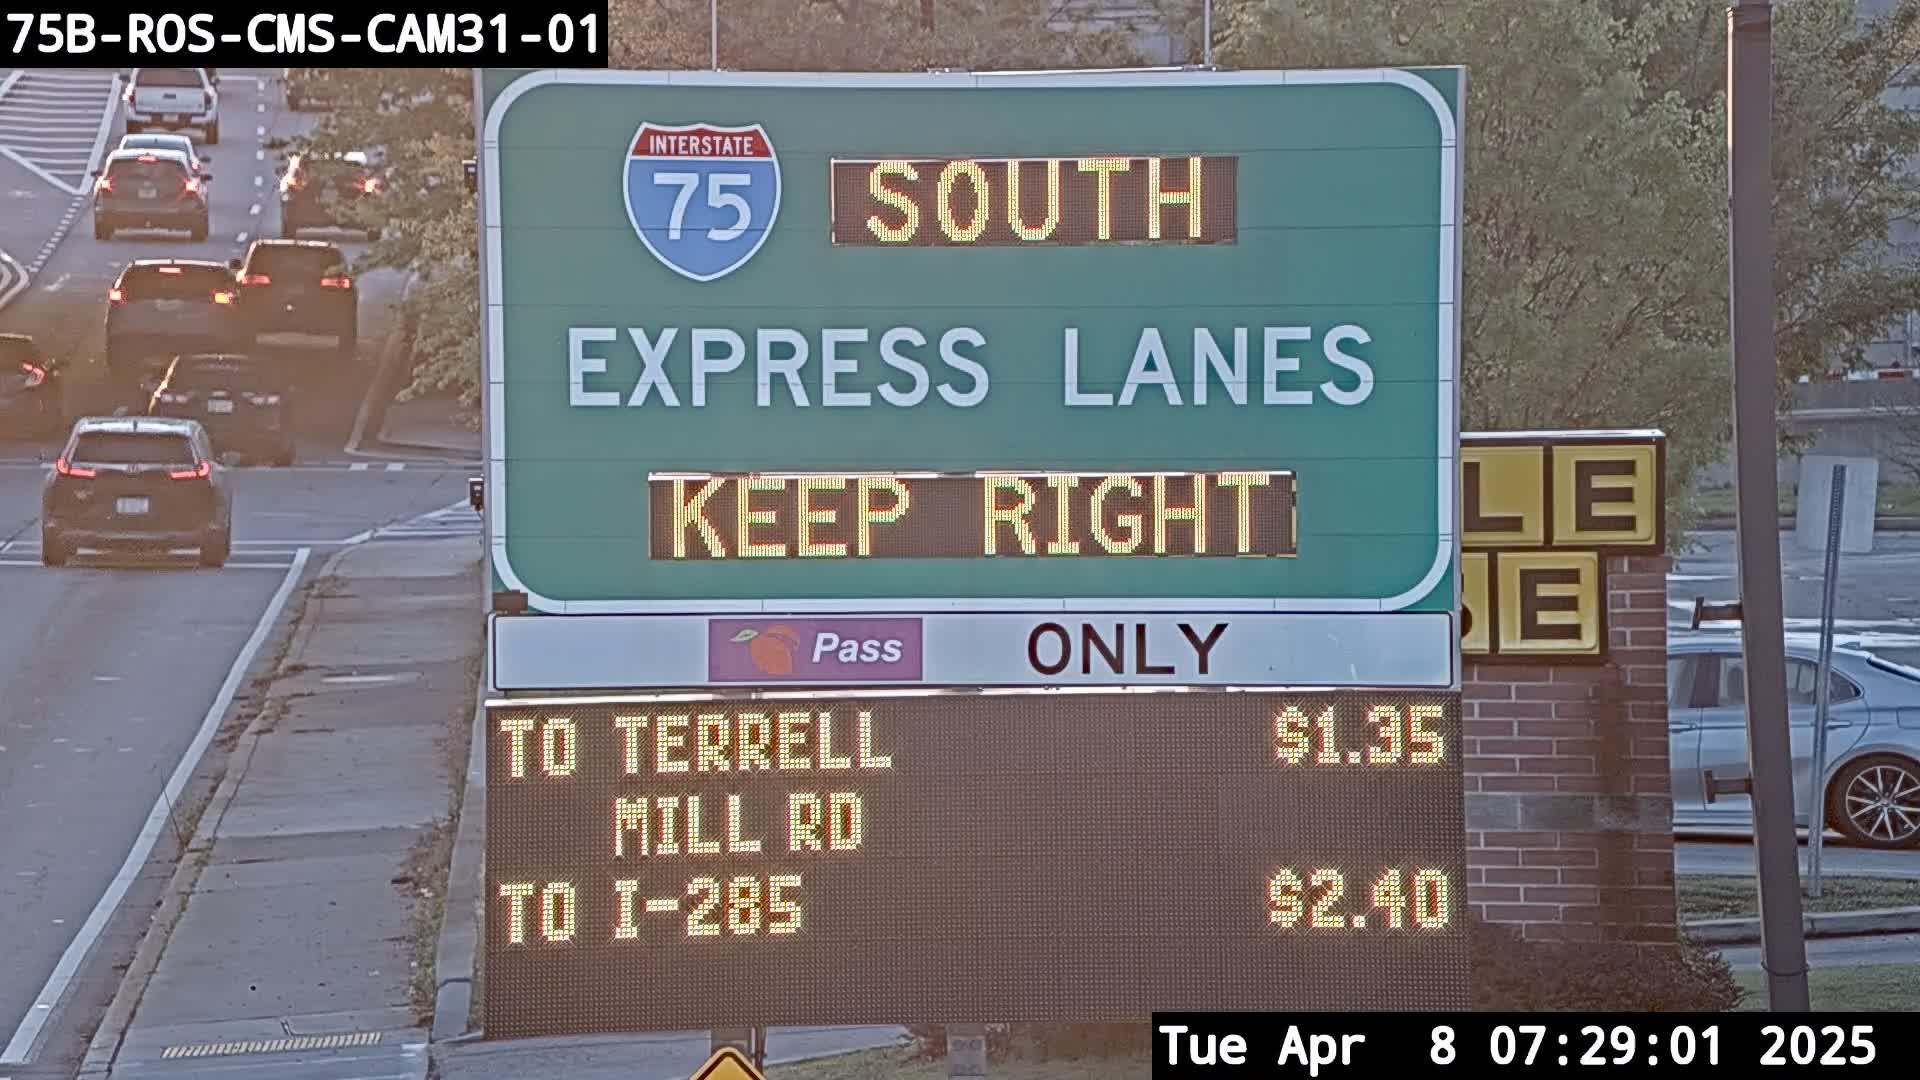 75B-ROS-CMS-CAM31-01
INTERSTATE
75
SOUTH
EXPRESS LANES
KEEP RIGHT
Pass ONLY
TO TERRELL $1.35
MILL RD
TO I-285 $2.40
LE
E
Tue Apr 8 07:29:01 2025